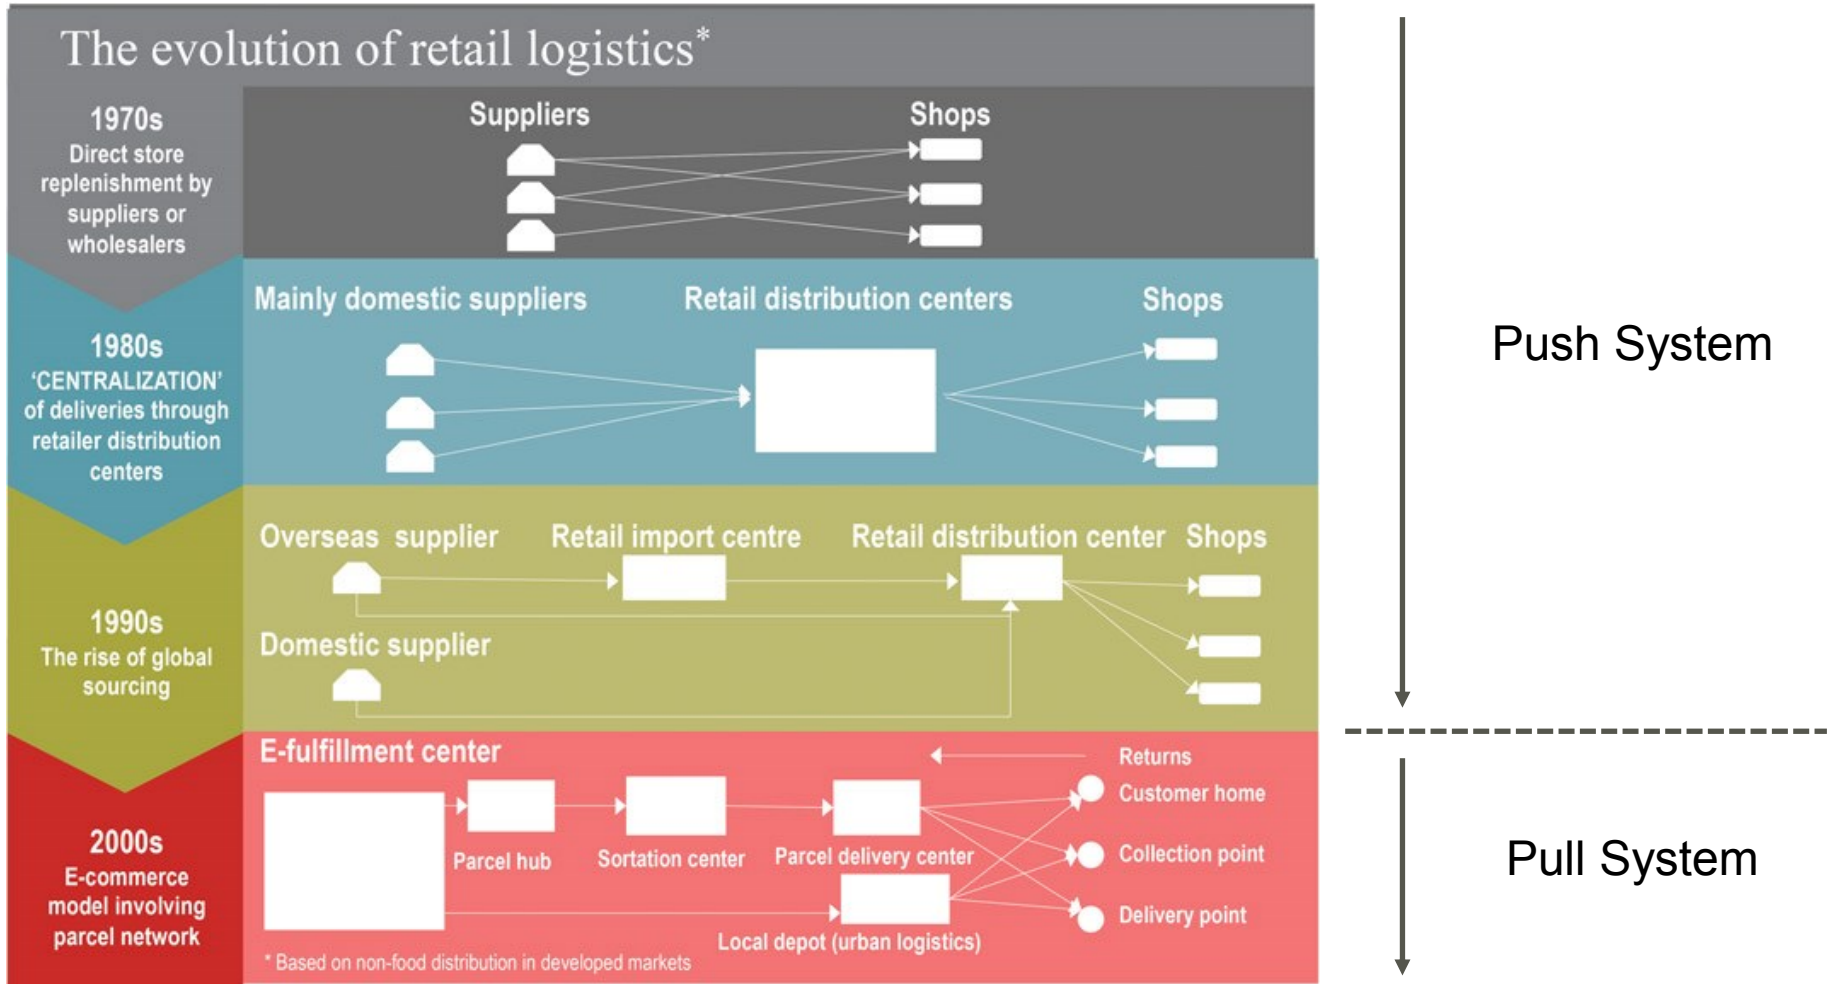 The evolution of retail logistics*
1970s
Direct store
replenishment by
suppliers or
wholesalers
Suppliers
Shops
1980s
‘CENTRALIZATION’
of deliveries through
retailer distribution
centers
Mainly domestic suppliers
Retail distribution centers
Shops
1990s
The rise of global
sourcing
Overseas supplier
Retail import centre
Retail distribution center
Shops
Domestic supplier
2000s
E-commerce
model involving
parcel network
E-fulfillment center
Parcel hub
Sortation center
Parcel delivery center
Local depot (urban logistics)
Returns
Customer home
Collection point
Delivery point
* Based on non-food distribution in developed markets
Push System
Pull System